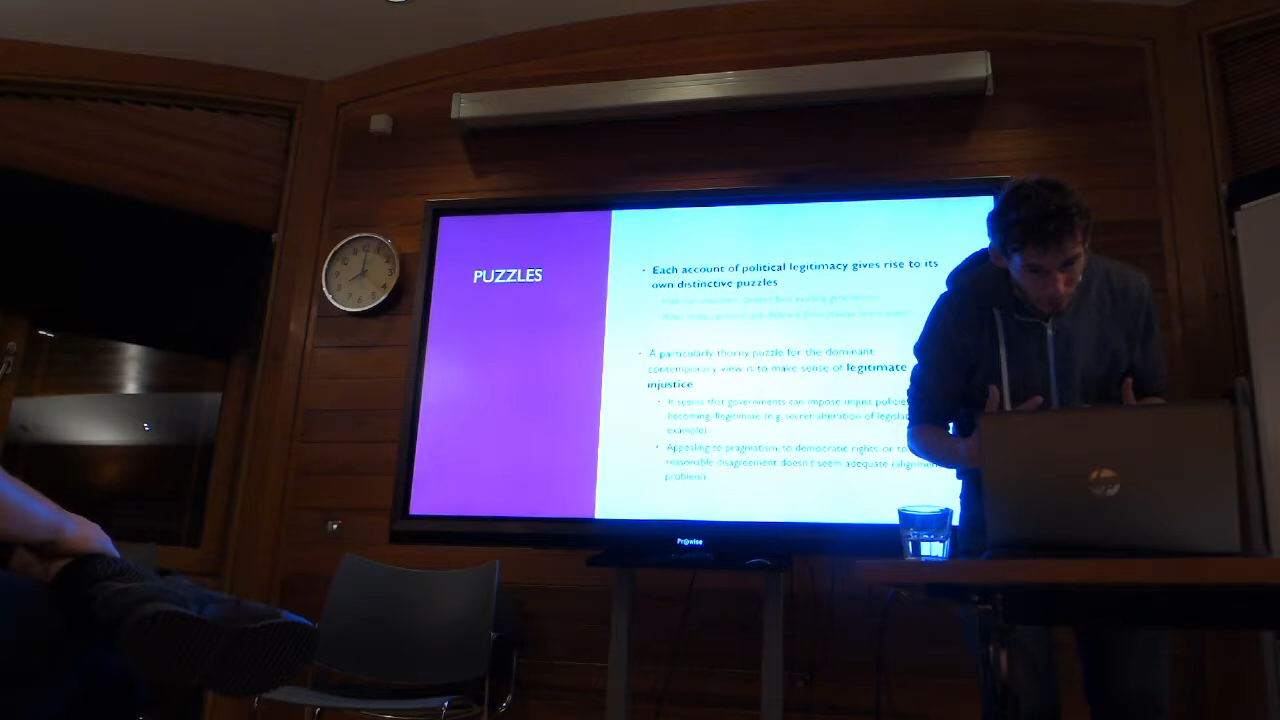 PUZZLES
• Each account of political legitimacy gives rise to its
own distinctive puzzles
• A particularly thorny puzzle for the dominant
contemporary view is to make sense of legitimate
injustice
• It seems that governments can impose unjust policies
becoming illegitimate (e.g. secret alteration of legisla
example)
• Appealing to pragmatism, to democratic rights, or to
reasonable disagreement doesn't seem adequate (alignment
problem)
Prowise
hp